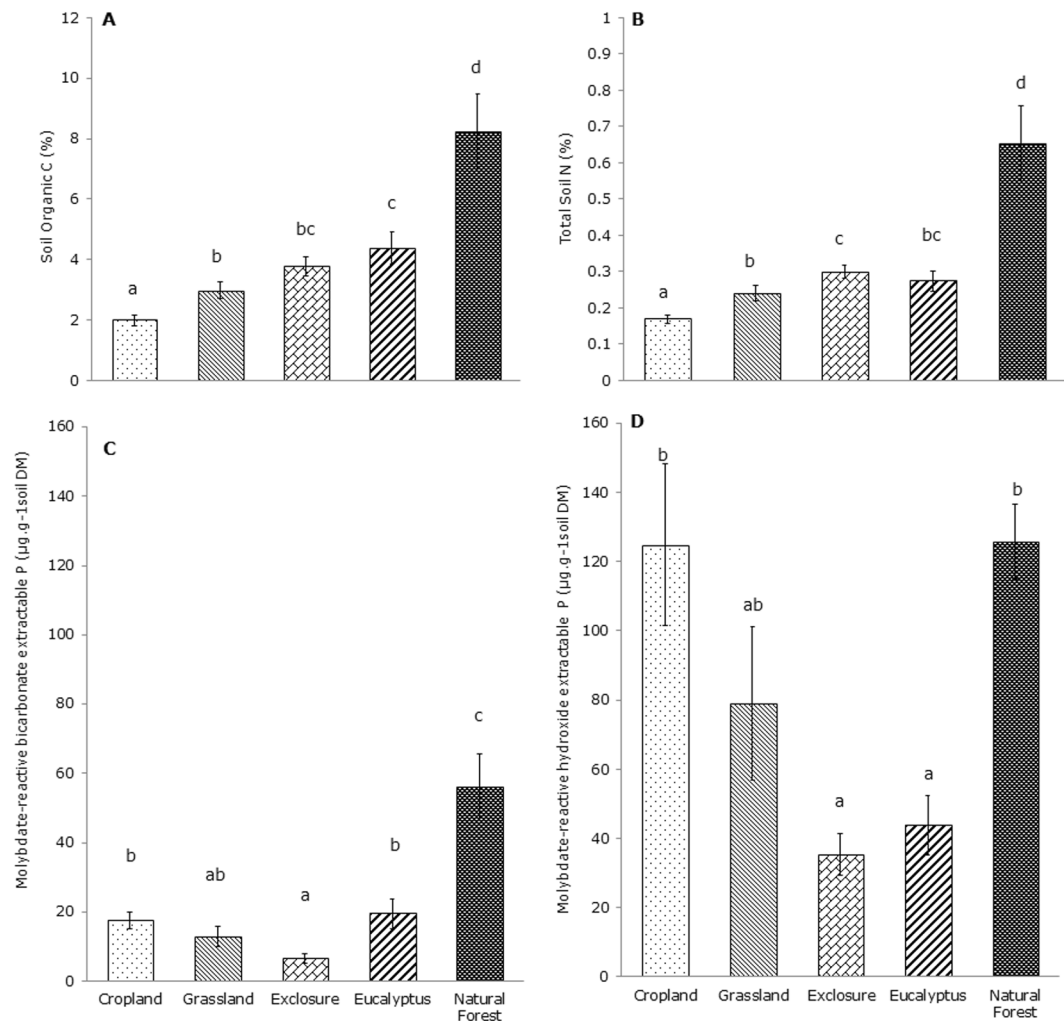 A
12
10
8
6
4
2
0
Soil Organic C (%)
a
b
bc
c
d
B
1
0.9
0.8
0.7
0.6
0.5
0.4
0.3
0.2
0.1
0
Total Soil N (%)
a
b
c
bc
d
C
160
140
120
100
80
60
40
20
0
Molybdate-reactive bicarbonate extractable P (µg.g-1soil DM)
b
ab
a
b
c
Cropland
Grassland
Exclosure
Eucalyptus
Natural
Forest
D
160
140
120
100
80
60
40
20
0
Molybdate-reactive hydroxide extractable P (µg.g-1soil DM)
b
ab
a
a
b
Cropland
Grassland
Exclosure
Eucalyptus
Natural
Forest